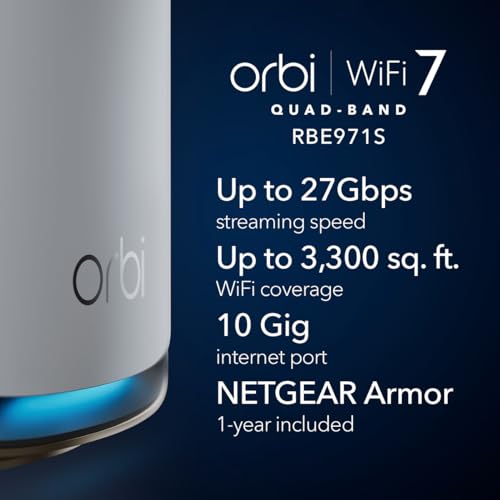 orbi WiFi 7
QUAD-BAND
RBE971S
Up to 27Gbps
streaming speed
Up to 3,300 sq. ft.
WiFi coverage
10 Gig
internet port
NETGEAR Armor
1-year included
orbi